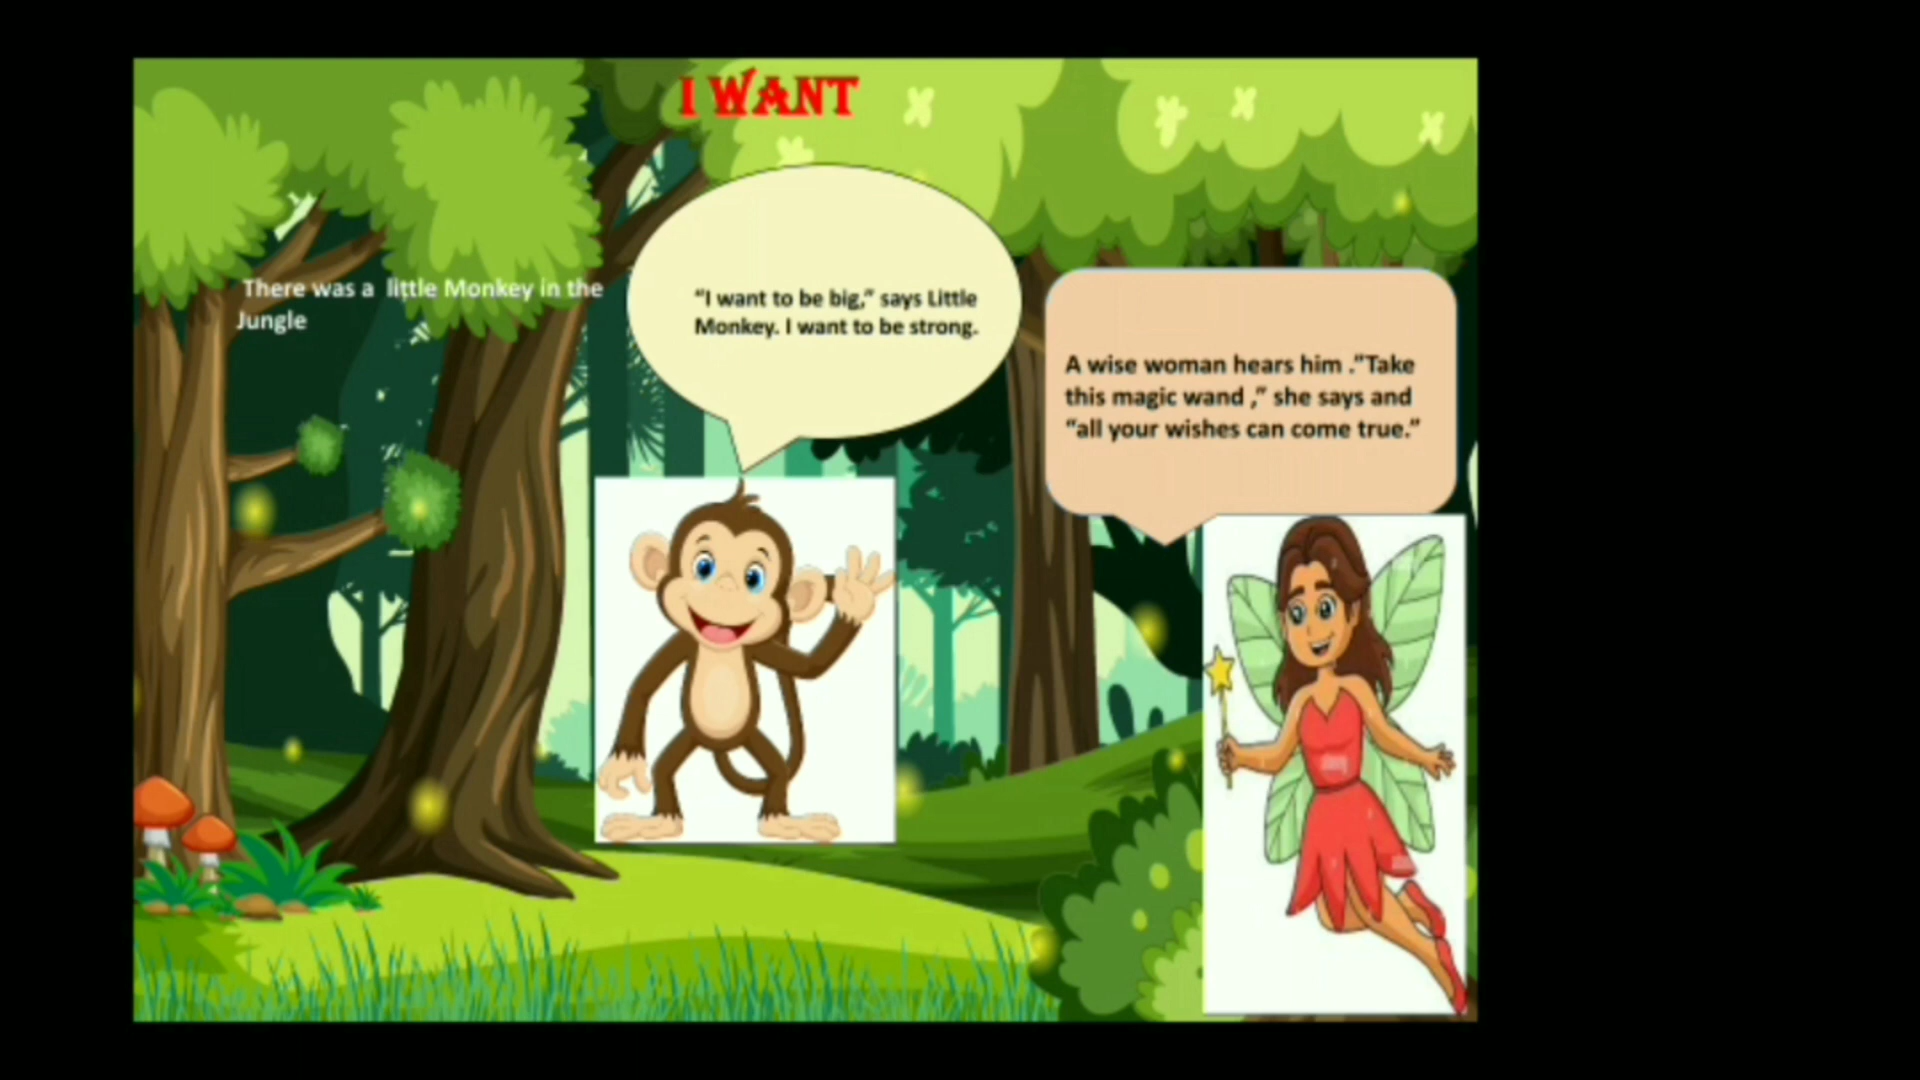 I WANT
There was a little Monkey in the
Jungle
“I want to be big,” says Little
Monkey. I want to be strong.
A wise woman hears him .”Take
this magic wand ,” she says and
“all your wishes can come true.”